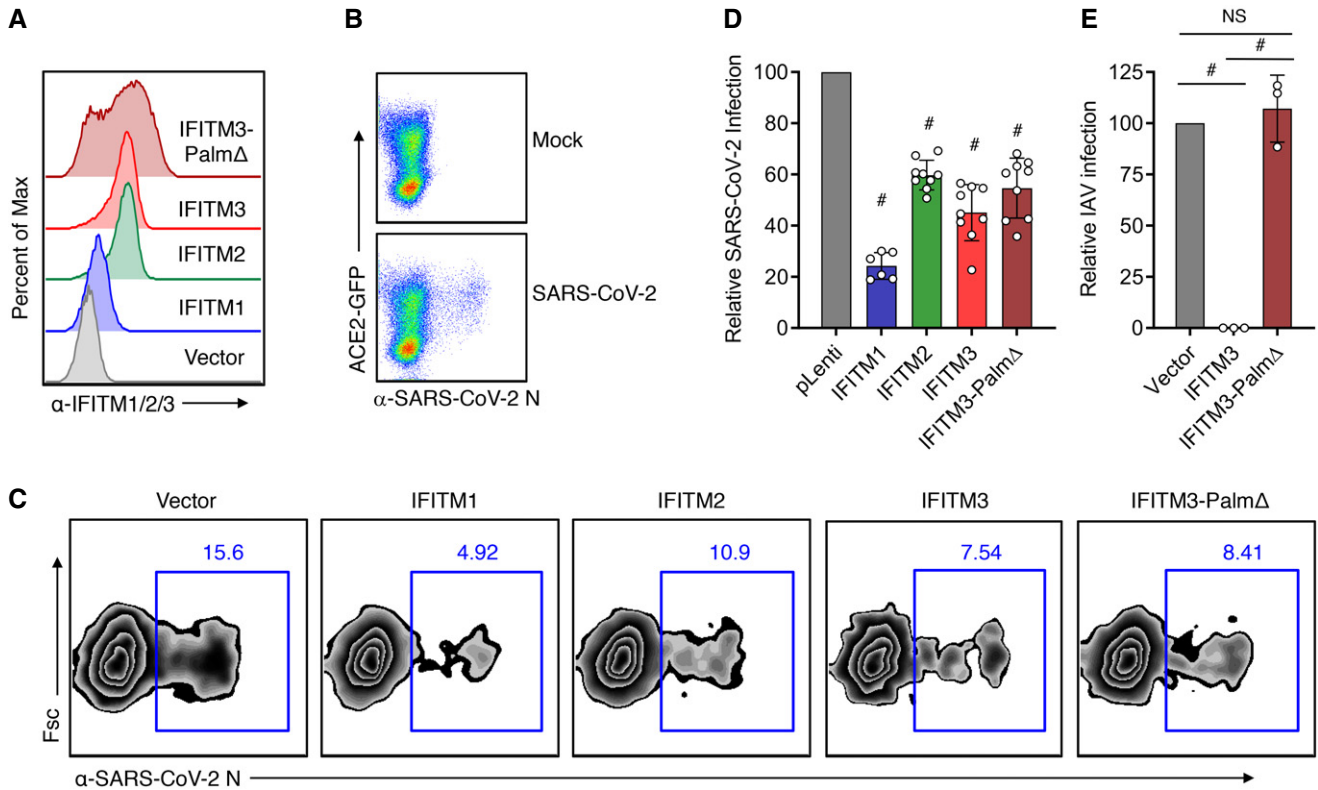 A
Percent of Max
IFITM3-
PalmΔ
IFITM3
IFITM2
IFITM1
Vector
α-IFITM1/2/3
B
Mock
SARS-CoV-2
ACE2-GFP
α-SARS-CoV-2 N
D
Relative SARS-CoV-2 Infection
100
80
60
40
20
0
#
#
#
#
pLenti
IFITM1
IFITM2
IFITM3
IFITM3-PalmΔ
E
NS
#
#
Relative IAV infection
125
100
75
50
25
0
Vector
IFITM3
IFITM3-PalmΔ
C
Vector
IFITM1
IFITM2
IFITM3
IFITM3-PalmΔ
15.6
4.92
10.9
7.54
8.41
Fsc
α-SARS-CoV-2 N